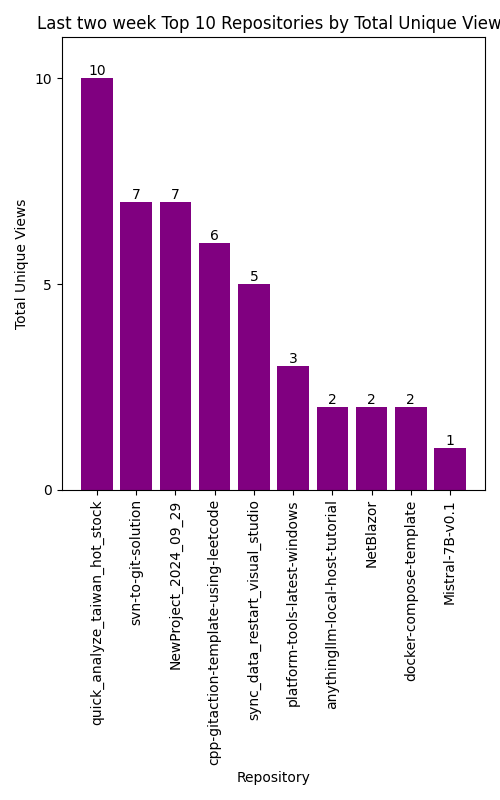 Last two week Top 10 Repositories by Total Unique View
Total Unique Views
10
5
0
10
7
7
6
5
3
2
2
2
1
quick_analyze_taiwan_hot_stock
svn-to-git-solution
NewProject_2024_09_29
cpp-gitaction-template-using-leetcode
sync_data_restart_visual_studio
platform-tools-latest-windows
anythingllm-local-host-tutorial
NetBlazor
docker-compose-template
Mistral-7B-v0.1
Repository